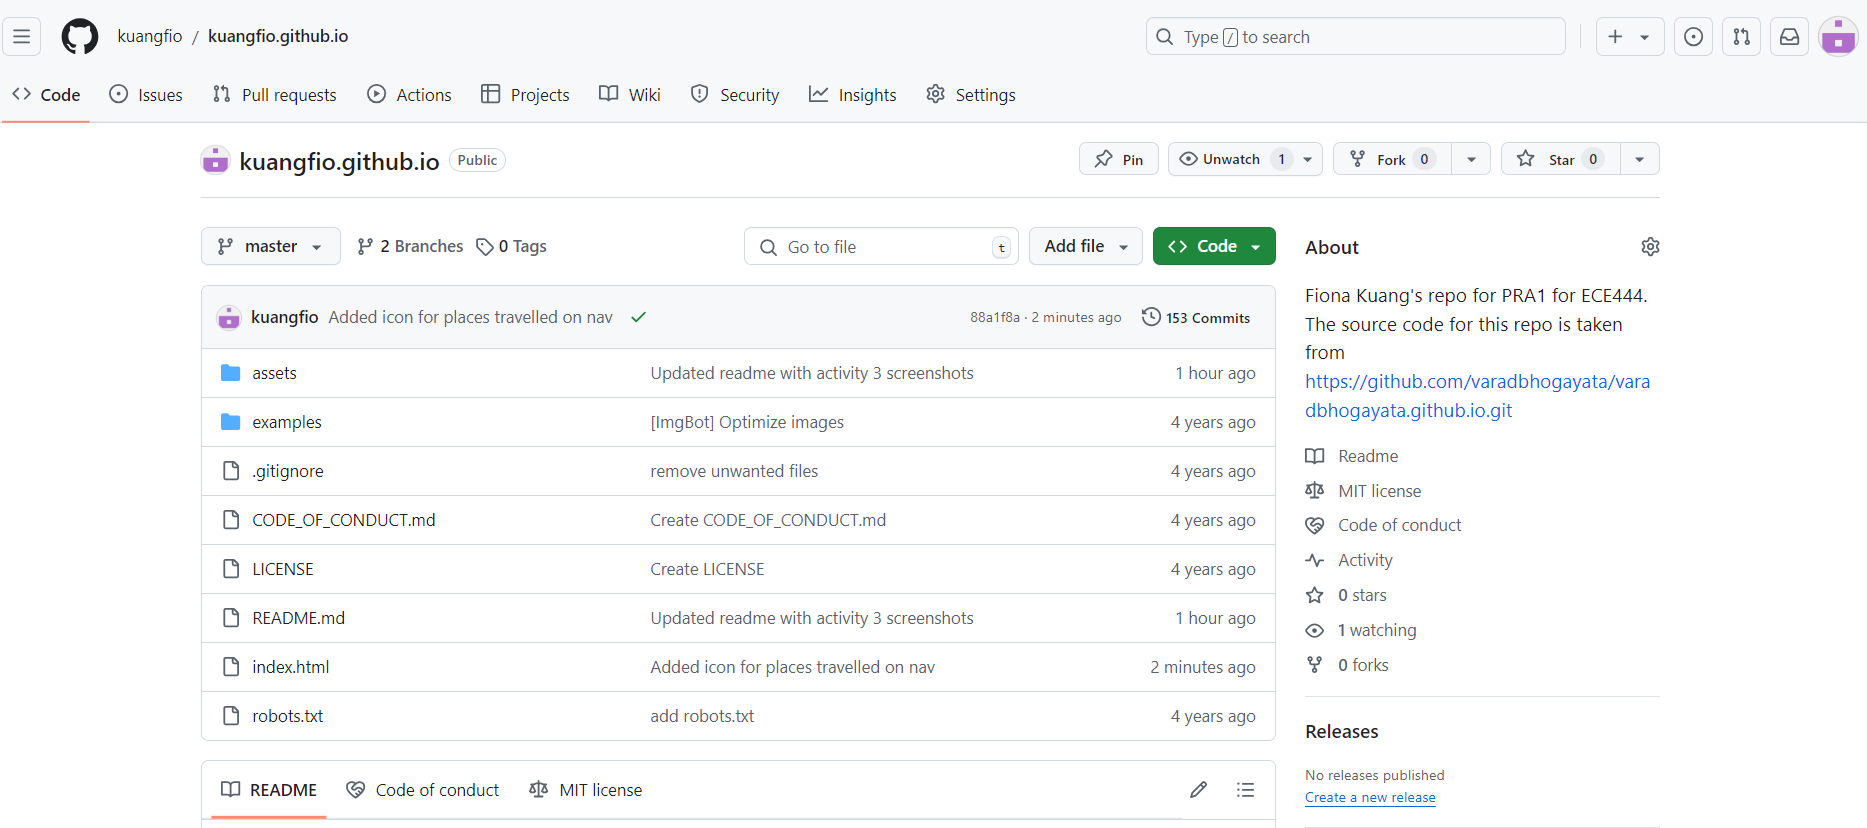 kuangfio / kuangfio.github.io
Type / to search
Code Issues Pull requests Actions Projects Wiki Security Insights Settings
kuangfio.github.io Public
Pin Unwatch 1 Fork 0 Star 0
master 2 Branches 0 Tags Go to file t Add file Code
kuangfio Added icon for places travelled on nav 88a1f8a · 2 minutes ago 153 Commits
assets Updated readme with activity 3 screenshots 1 hour ago
examples [ImgBot] Optimize images 4 years ago
.gitignore remove unwanted files 4 years ago
CODE_OF_CONDUCT.md Create CODE_OF_CONDUCT.md 4 years ago
LICENSE Create LICENSE 4 years ago
README.md Updated readme with activity 3 screenshots 1 hour ago
index.html Added icon for places travelled on nav 2 minutes ago
robots.txt add robots.txt 4 years ago
README Code of conduct MIT license
About
Fiona Kuang's repo for PRA1 for ECE444.
The source code for this repo is taken
from
https://github.com/varadbhogayata/vara
dbhogayata.github.io.git
Readme
MIT license
Code of conduct
Activity
0 stars
1 watching
0 forks
Releases
No releases published
Create a new release